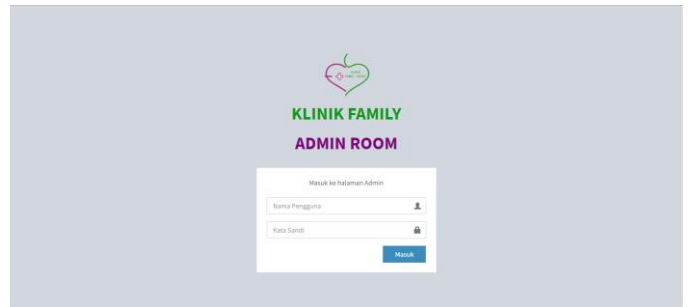 KLINIK FAMILY
ADMIN ROOM
Masuk ke halaman Admin
Nama Pengguna
Kata Sandi
Masuk